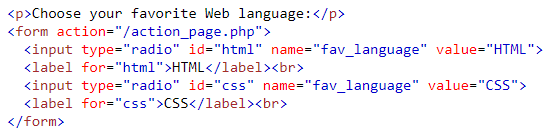 <p>Choose your favorite Web language:</p>
<form action="/action_page.php">
  <input type="radio" id="html" name="fav_language" value="HTML">
  <label for="html">HTML</label><br>
  <input type="radio" id="css" name="fav_language" value="CSS">
  <label for="css">CSS</label><br>
</form>